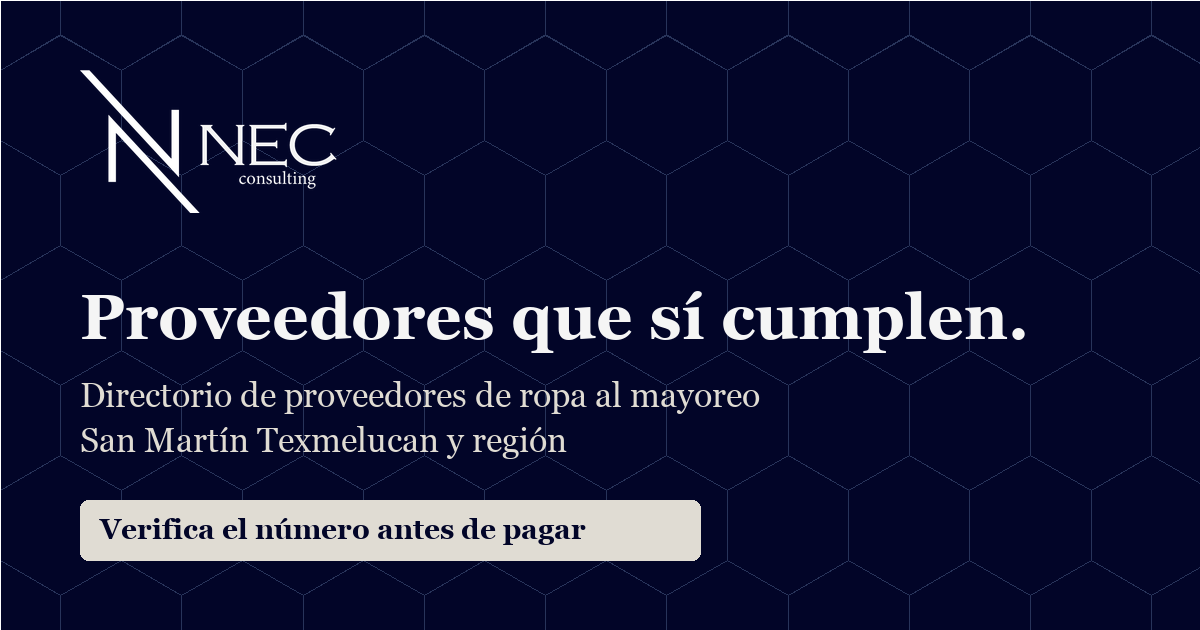 NEC
consulting
Proveedores que sí cumplen.
Directorio de proveedores de ropa al mayoreo
San Martín Texmelucan y región
Verifica el número antes de pagar